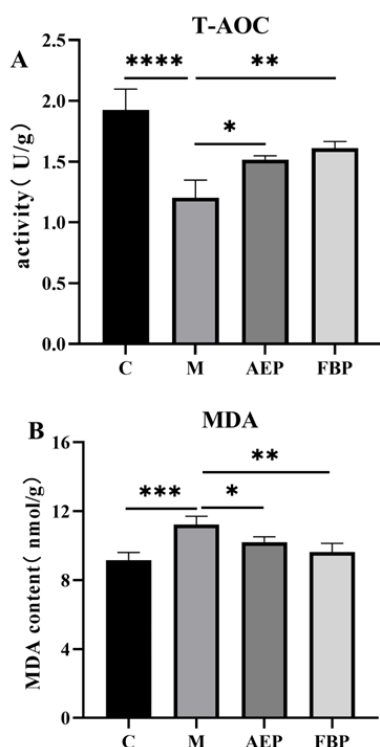 T-AOC
A
**** **
*
activity( U/g)
2.5
2.0
1.5
1.0
0.5
0.0
C M AEP FBP
B MDA
**
*** *
MDA content( nmol/g)
16
12
8
4
0
C M AEP FBP